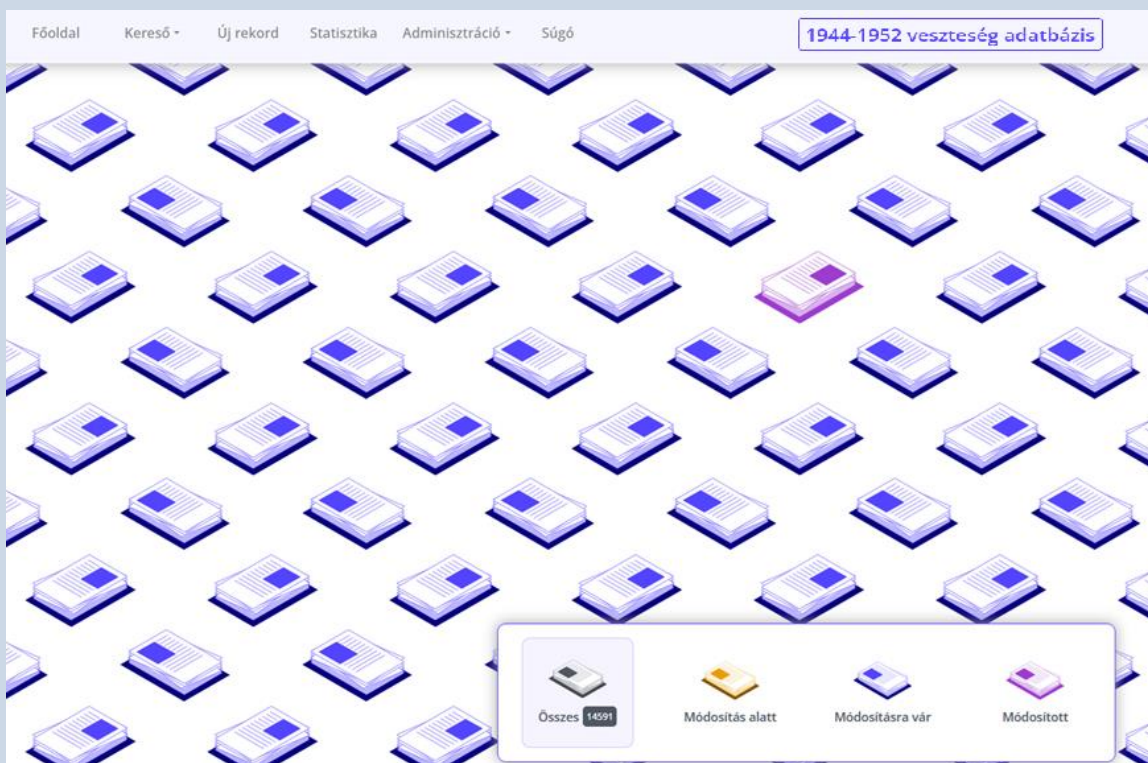 Főoldal Kereső Új rekord Statisztika Adminisztráció Súgó 1944-1952 veszteség adatbázis
Összes 14591 Módosítás alatt Módosításra vár Módosított